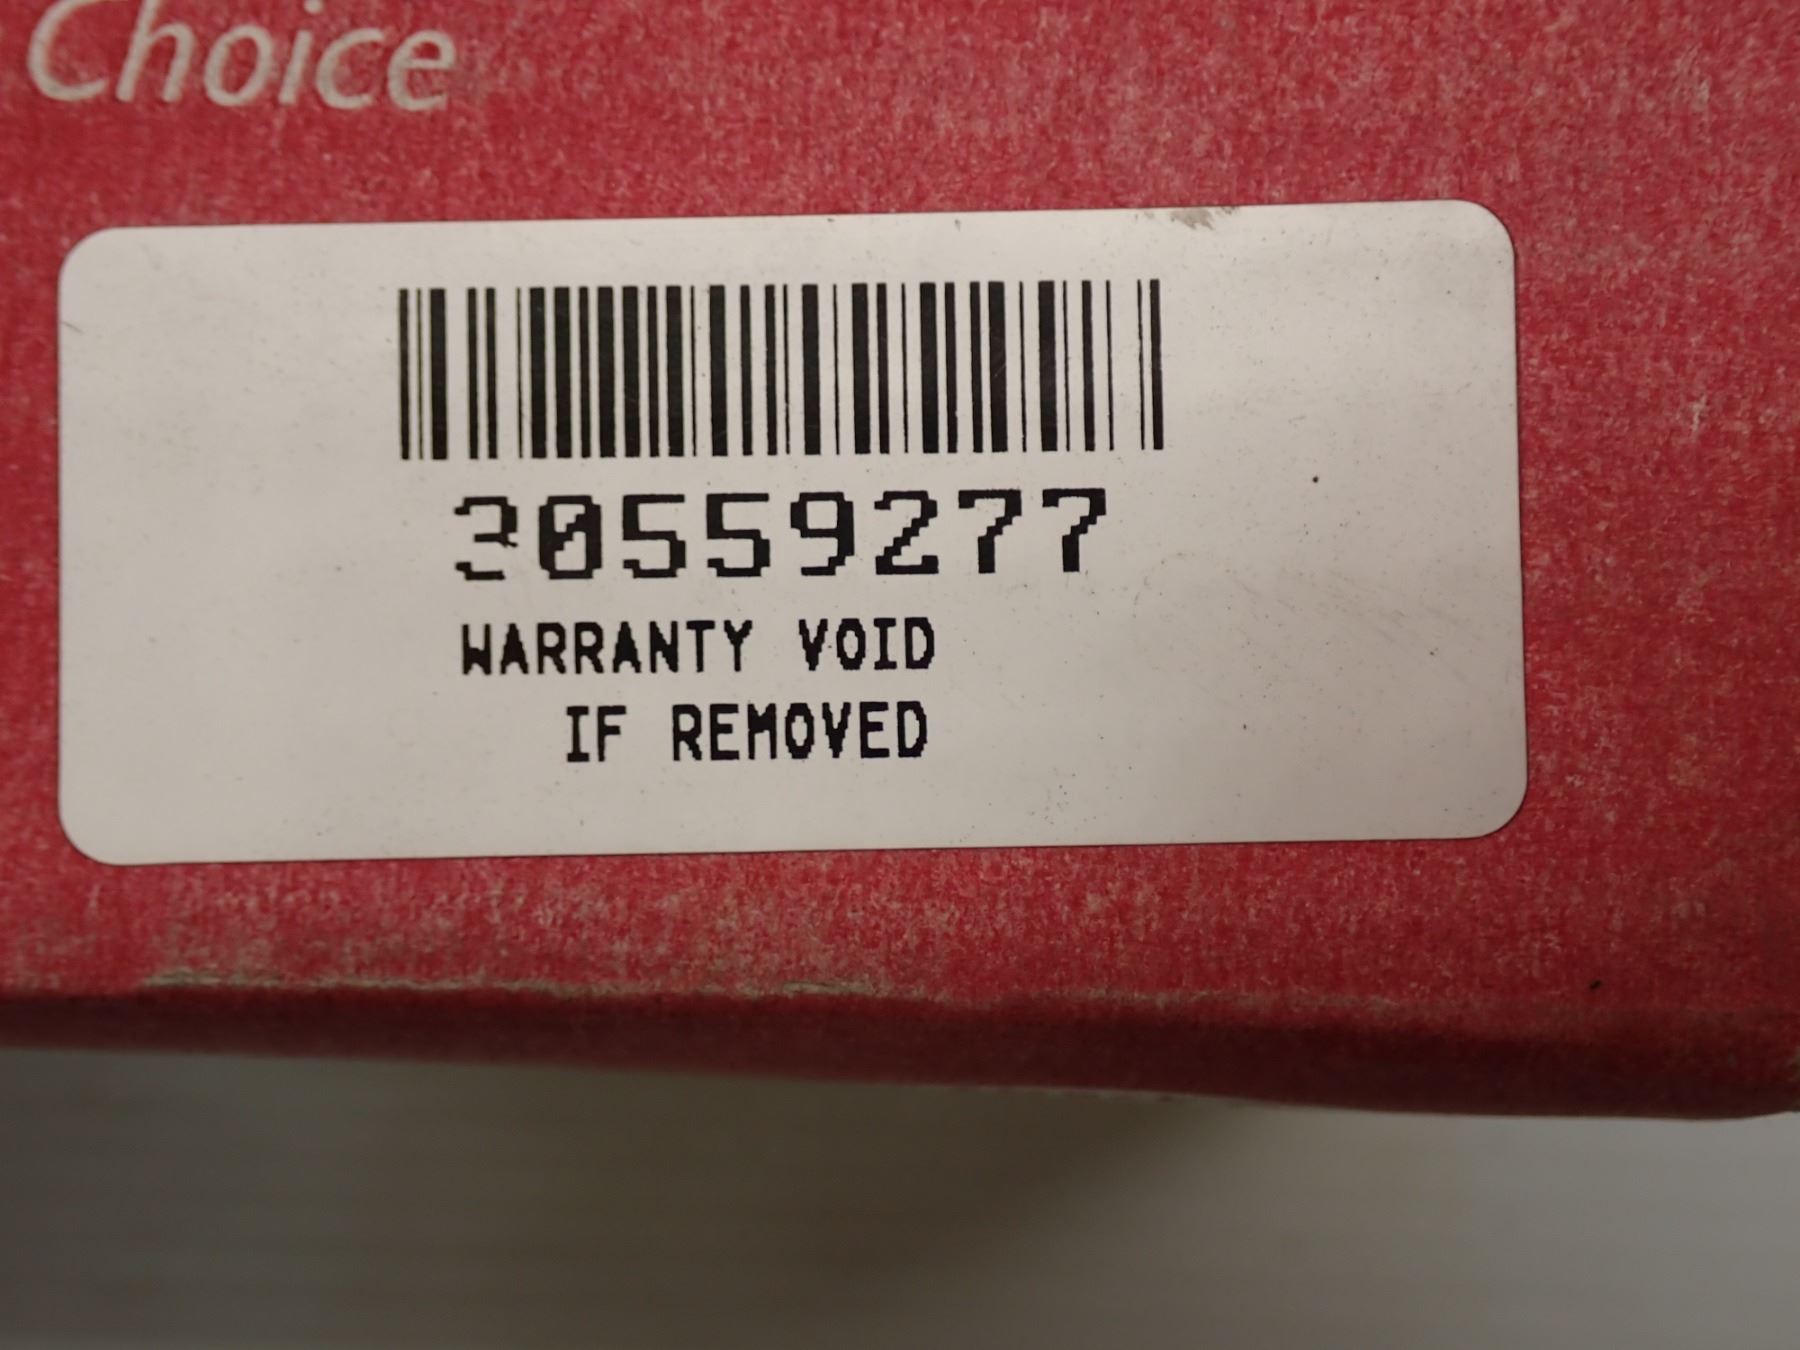 Choice
30559277
WARRANTY VOID
IF REMOVED